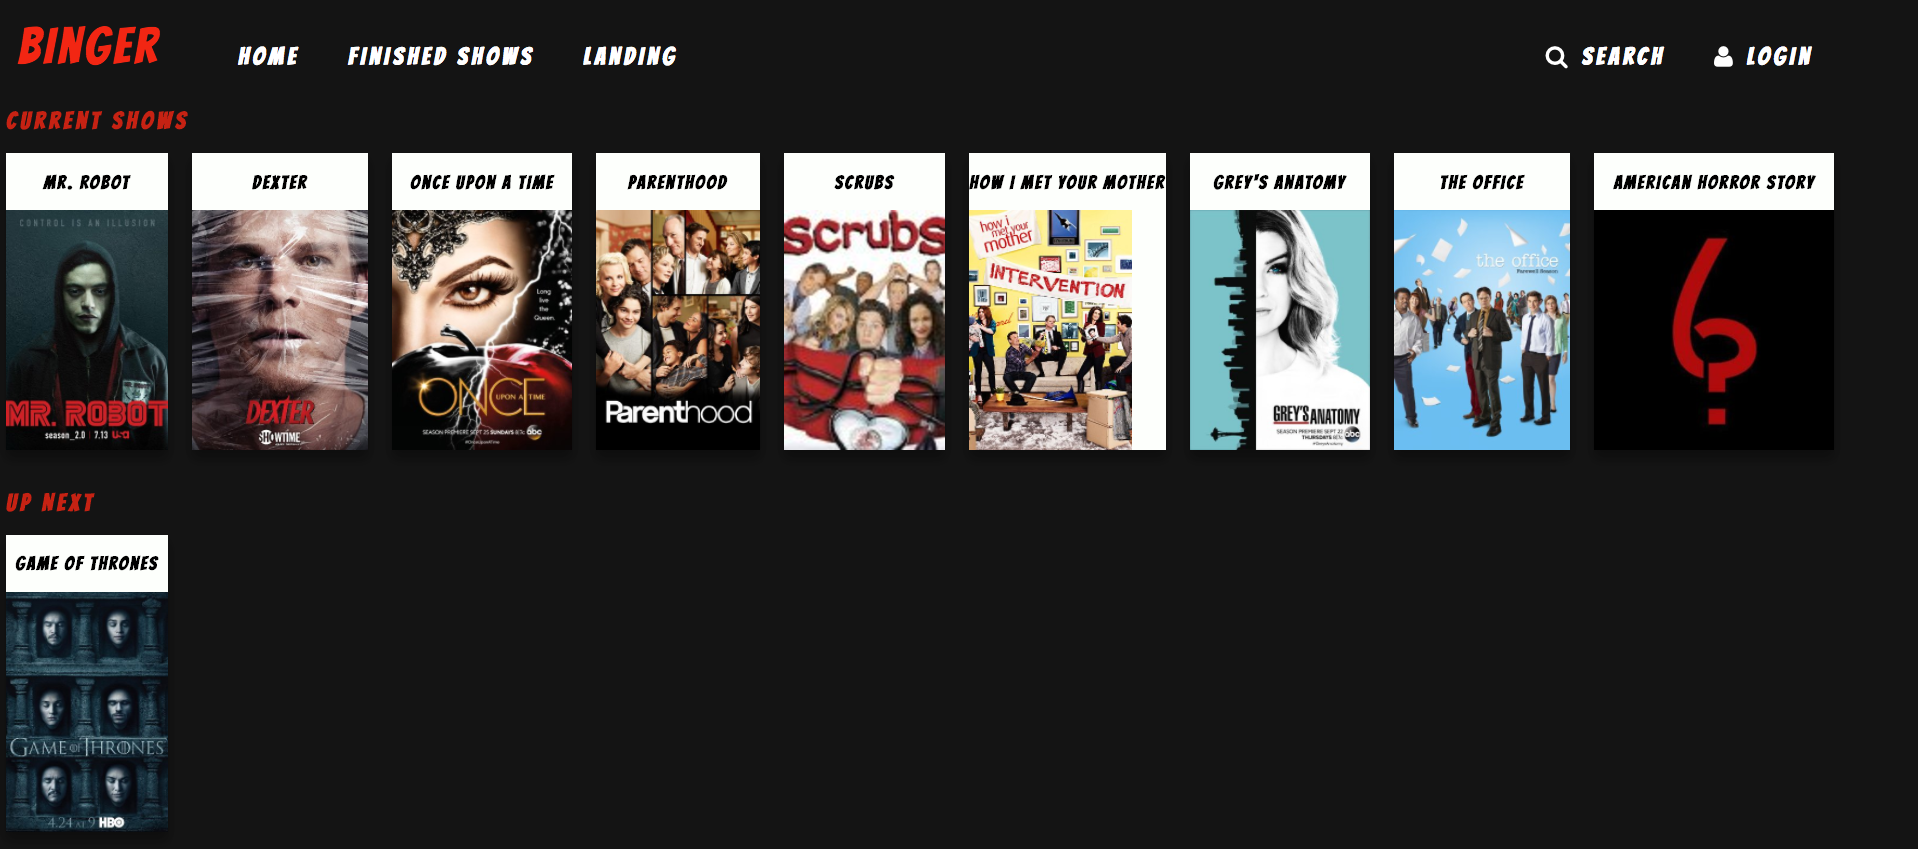 BINGER
HOME FINISHED SHOWS LANDING SEARCH LOGIN
CURRENT SHOWS
MR. ROBOT
DEXTER
ONCE UPON A TIME
PARENTHOOD
SCRUBS
HOW I MET YOUR MOTHER
GREY'S ANATOMY
THE OFFICE
AMERICAN HORROR STORY
CONTROL IS AN ILLUSION
MR. ROBOT
season_2.0 | 7.13 USA
DEXTER
SHOWTIME
Long
live
the
Queen.
ONCE
UPON A TIME
SEASON PREMIERE SEPT 25 SUNDAYS 8|7c abc
Parenthood
scrubs
how i
met your
mother
INTERVENTION
GREY'S ANATOMY
SEASON PREMIERE SEPT 22
THURSDAYS 8|7c abc
the office
Farewell Season
UP NEXT
GAME OF THRONES
GAME OF THRONES
4.24 AT 9 HBO